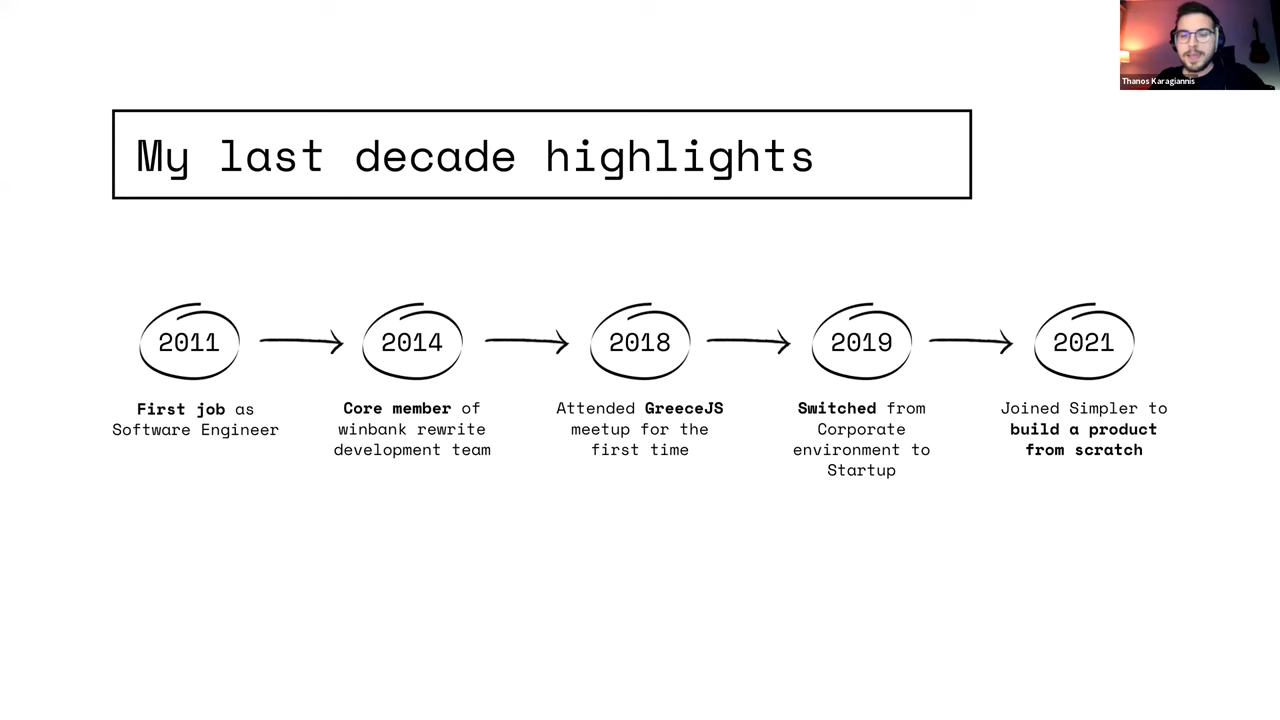 Thanos Karagiannis
My last decade highlights
2011
2014
2018
2019
2021
First job as
Software Engineer
Core member of
winbank rewrite
development team
Attended GreeceJS
meetup for the
first time
Switched from
Corporate
environment to
Startup
Joined Simpler to
build a product
from scratch